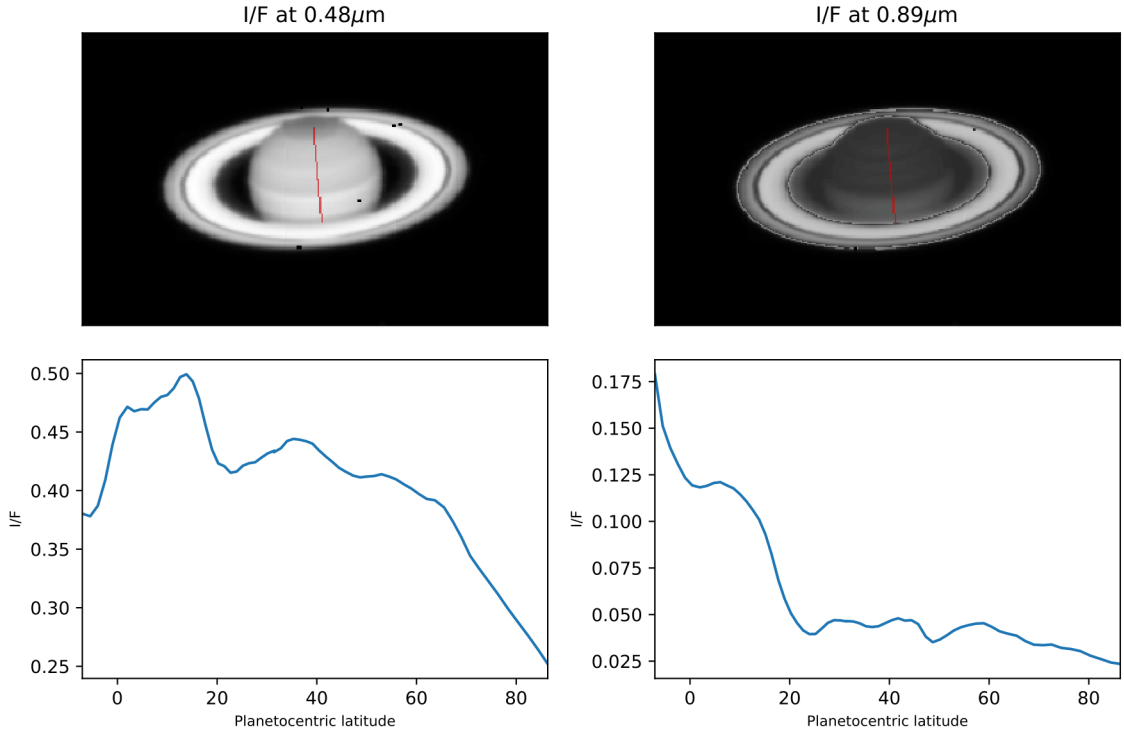 I/F at 0.48μm
I/F at 0.89μm
0.50
0.45
0.40
0.35
0.30
0.25
I/F
0 20 40 60 80
Planetocentric latitude
0.175
0.150
0.125
0.100
0.075
0.050
0.025
I/F
0 20 40 60 80
Planetocentric latitude